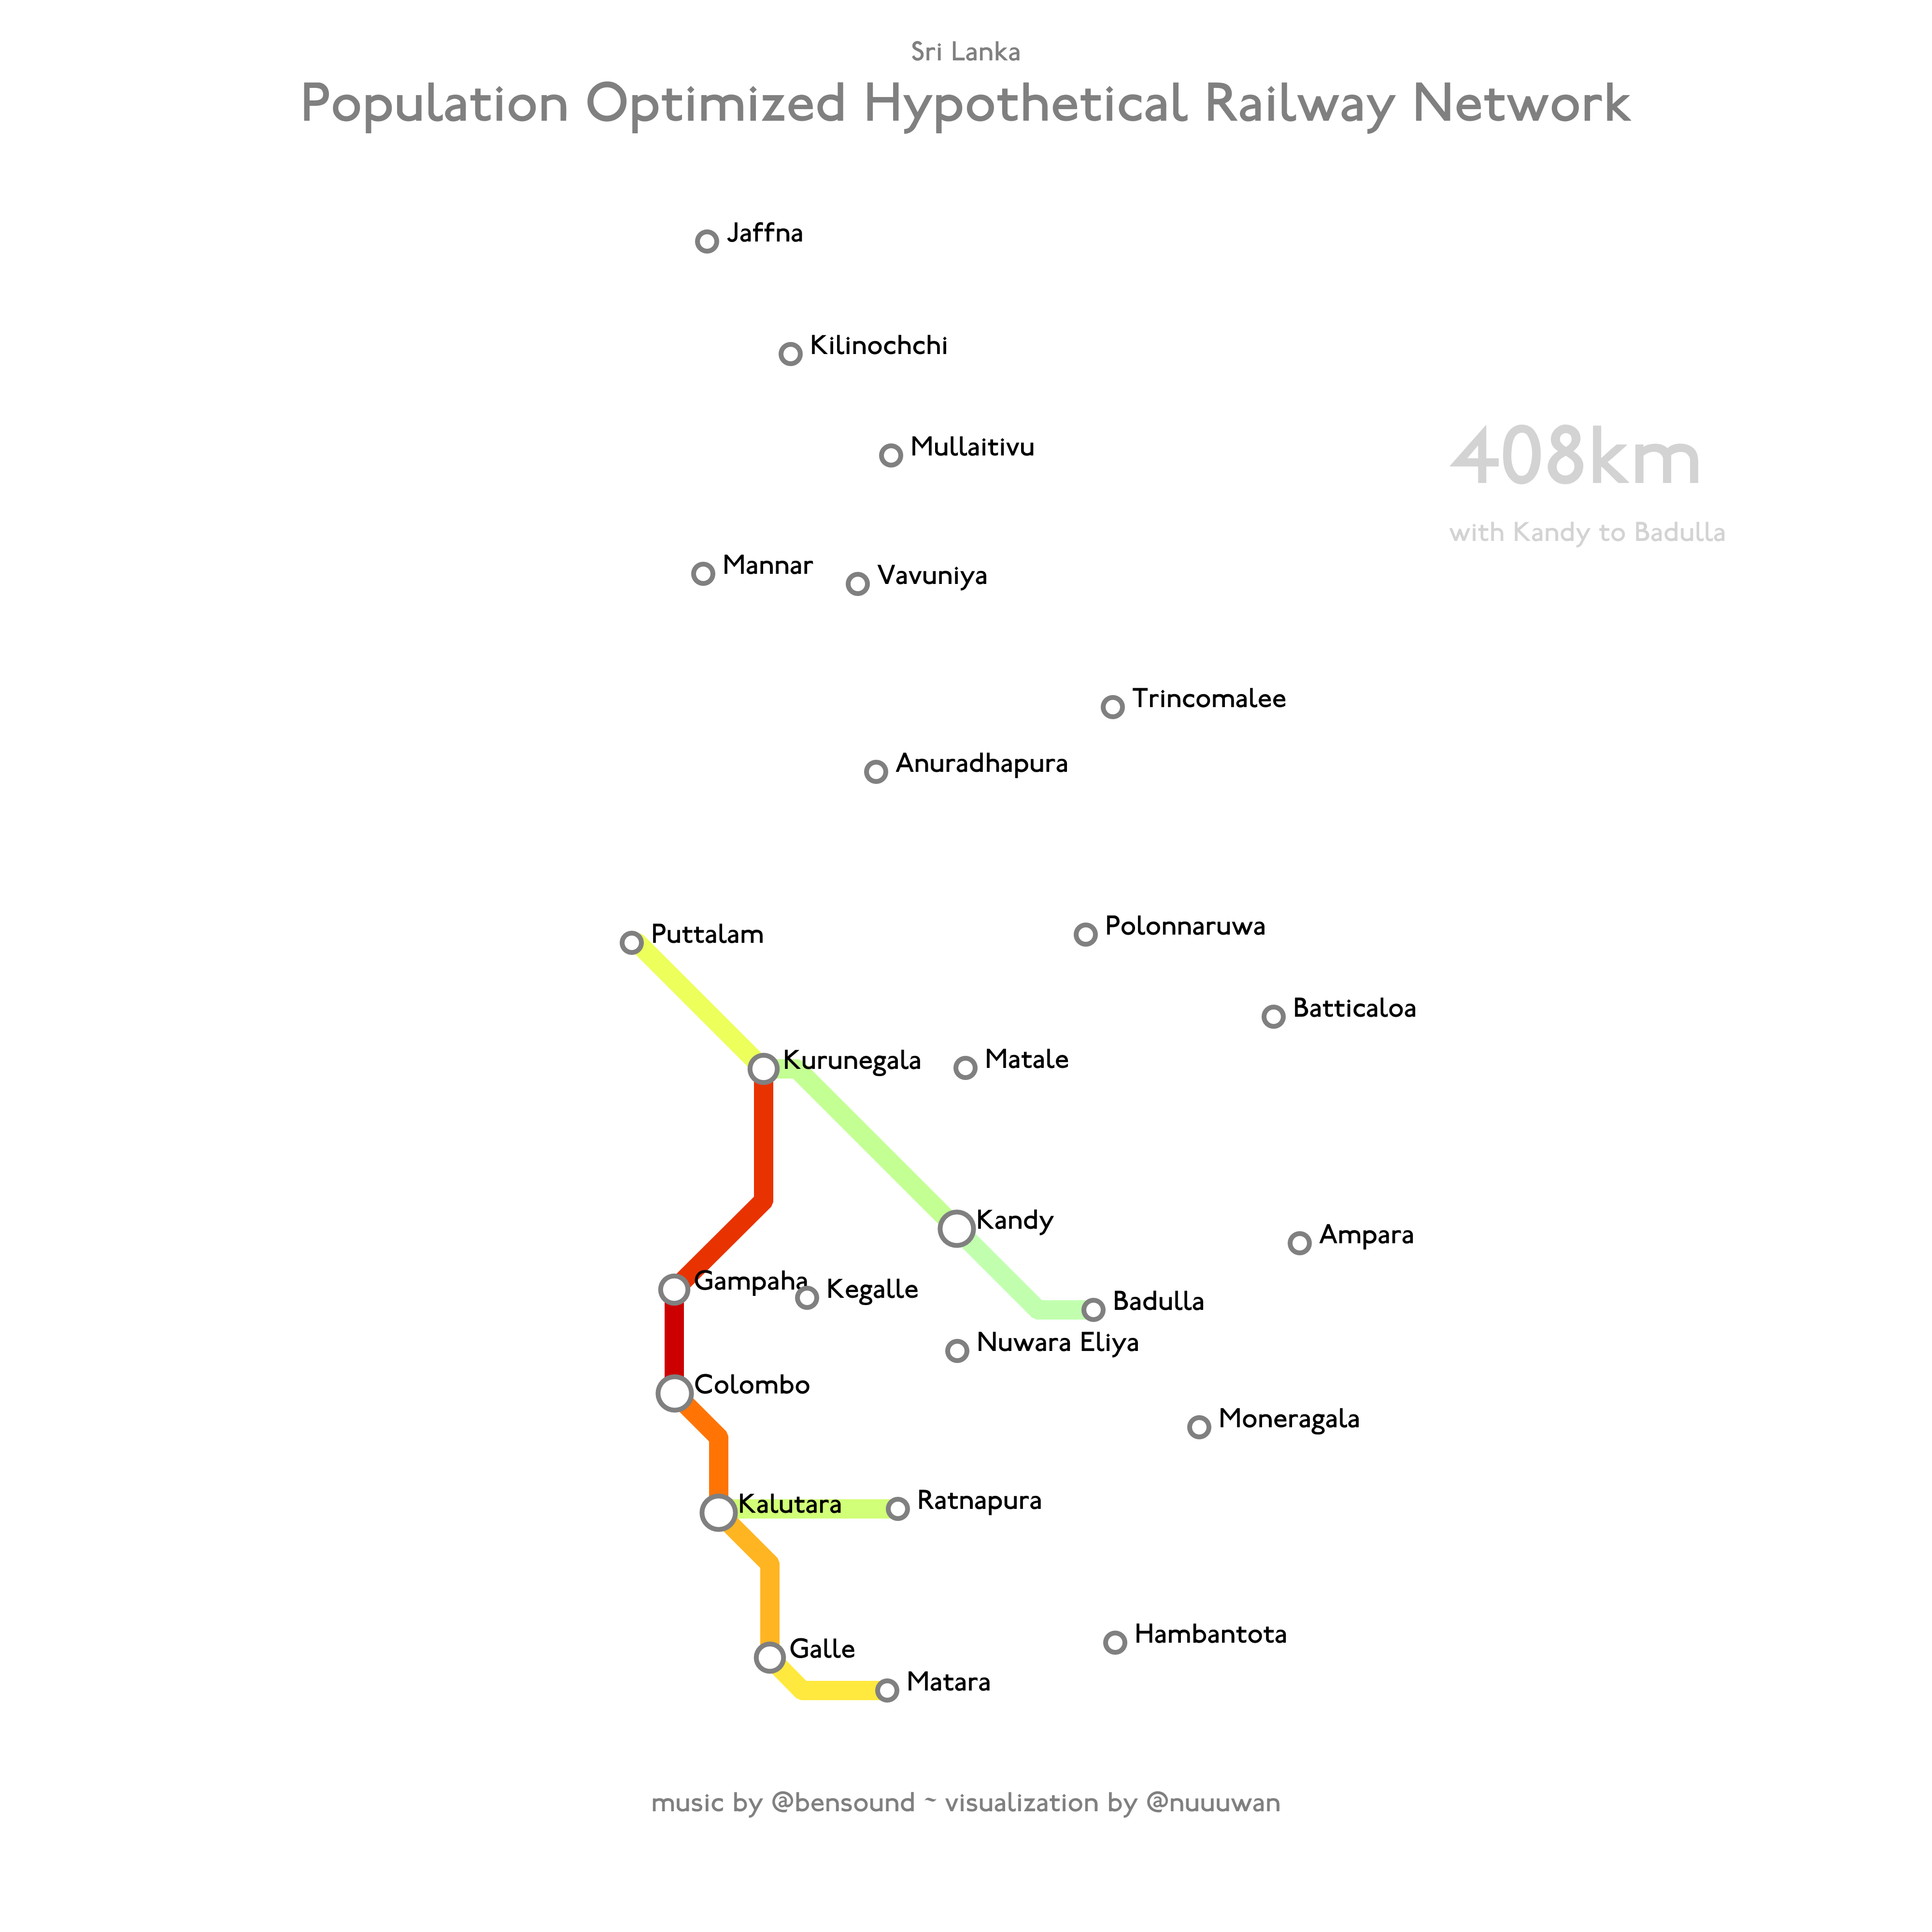 Sri Lanka
Population Optimized Hypothetical Railway Network
Jaffna
Kilinochchi
408km
Mullaitivu
with Kandy to Badulla
Mannar
Vavuniya
Trincomalee
Anuradhapura
Puttalam
Polonnaruwa
Batticaloa
Kurunegala
Matale
Kandy
Ampara
Gampaha
Kegalle
Badulla
Nuwara Eliya
Colombo
Moneragala
Kalutara
Ratnapura
Hambantota
Galle
Matara
music by @bensound ~ visualization by @nuuuwan